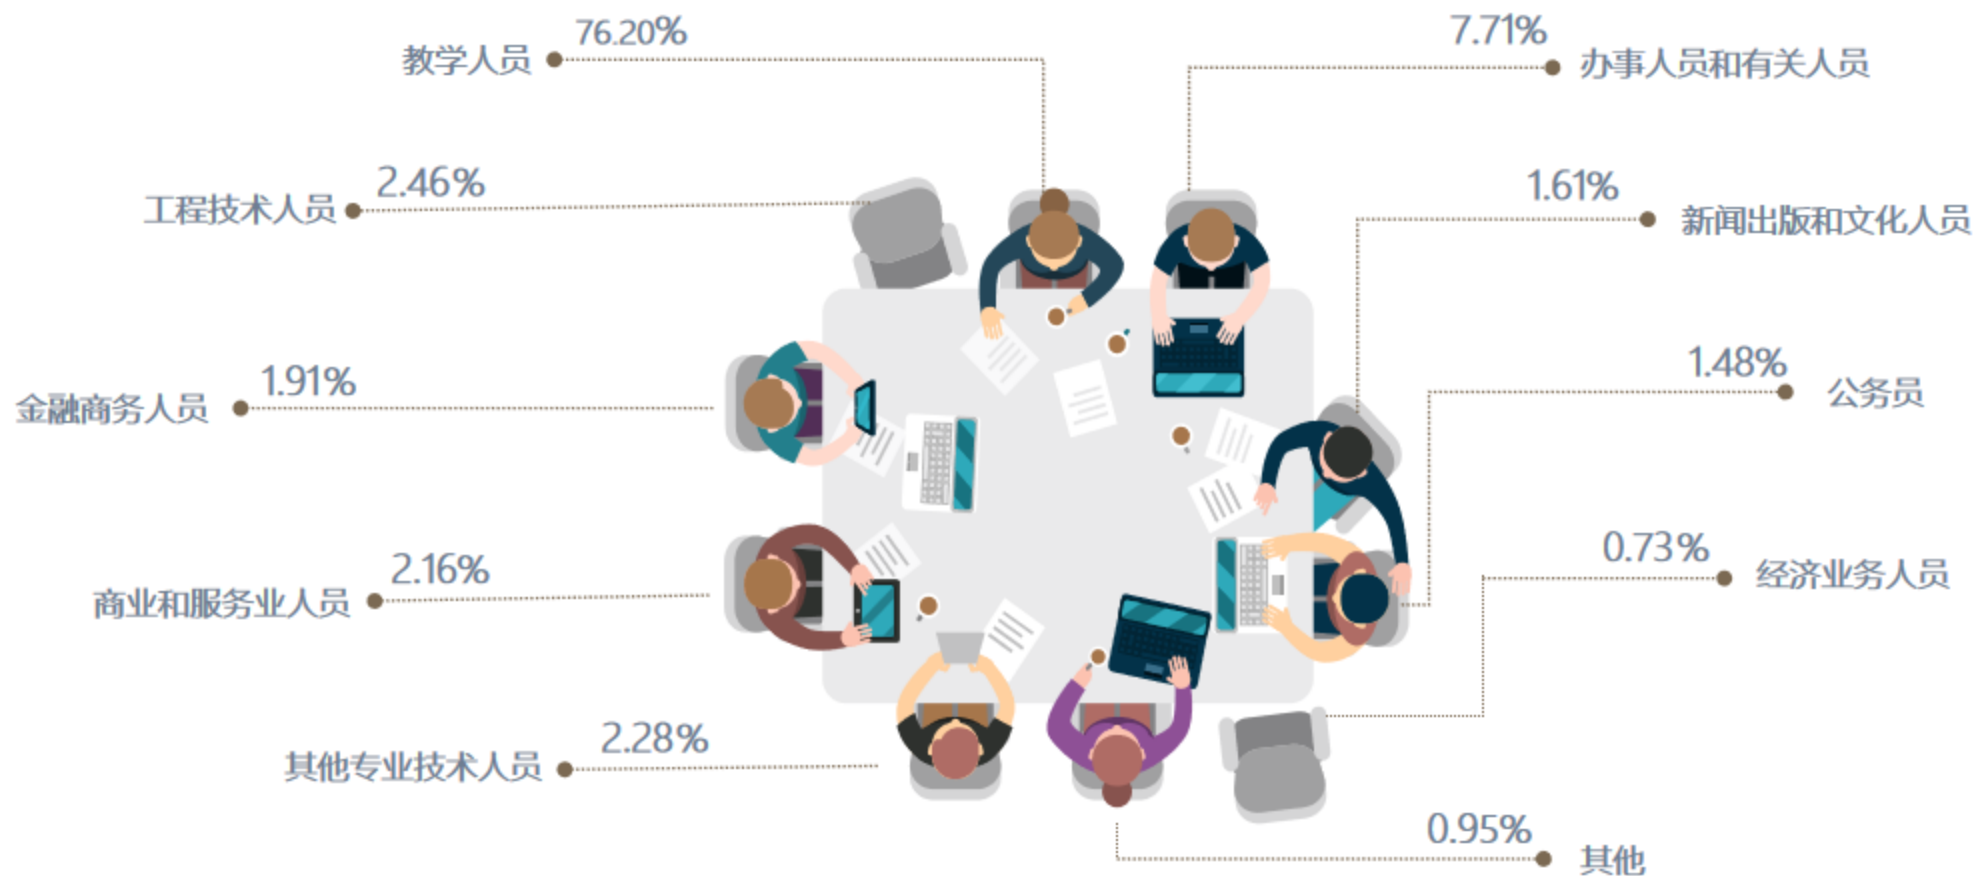 76.20%
教学人员
7.71%
办事人员和有关人员
2.46%
工程技术人员
1.61%
新闻出版和文化人员
1.91%
金融商务人员
1.48%
公务员
2.16%
商业和服务业人员
0.73%
经济业务人员
2.28%
其他专业技术人员
0.95%
其他